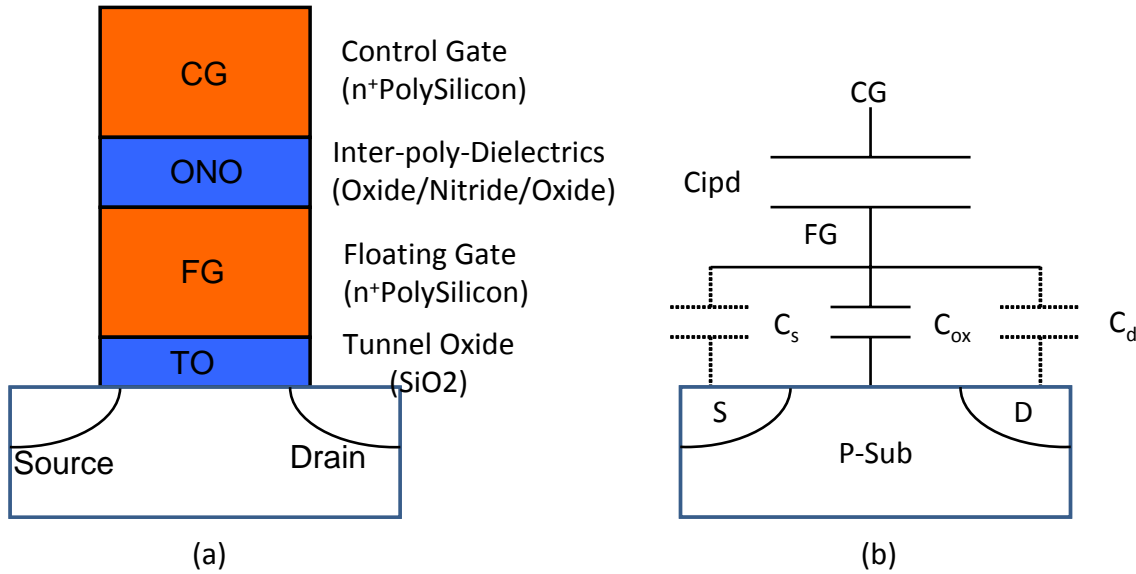 CG
Control Gate
(n⁺PolySilicon)
ONO
Inter-poly-Dielectrics
(Oxide/Nitride/Oxide)
FG
Floating Gate
(n⁺PolySilicon)
TO
Tunnel Oxide
(SiO2)
Source
Drain
(a)
CG
Cipd
FG
Cₛ
Cₒₓ
C_d
S
D
P-Sub
(b)